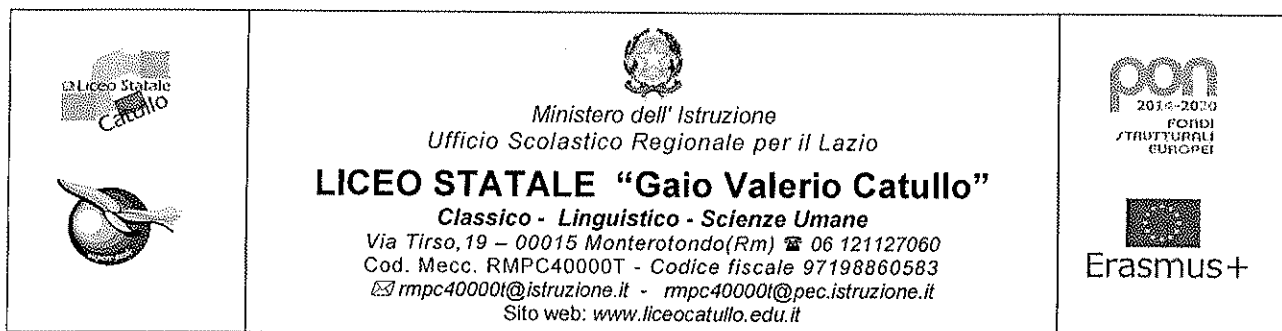 Liceo Statale
Catullo
Ministero dell' Istruzione
Ufficio Scolastico Regionale per il Lazio
LICEO STATALE “Gaio Valerio Catullo”
Classico - Linguistico - Scienze Umane
Via Tirso, 19 – 00015 Monterotondo(Rm) ☎ 06 121127060
Cod. Mecc. RMPC40000T - Codice fiscale 97198860583
✉ rmpc40000t@istruzione.it - rmpc40000t@pec.istruzione.it
Sito web: www.liceocatullo.edu.it
pon
2014-2020
FONDI
STRUTTURALI
EUROPEI
Erasmus+